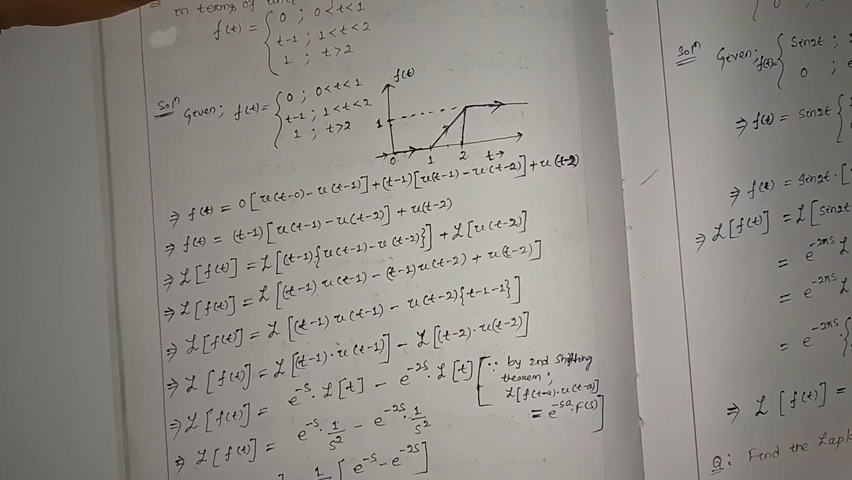 in terms of
f(t) = { 0 ; 0<t<1
t-1 ; 1<t<2
1 ; t>2
Soln Given; f(t) = { 0 ; 0<t<1
t-1 ; 1<t<2
1 ; t>2
f(t)
1
0 1 2 t→
⇒ f(t) = 0[u(t-0) - u(t-1)] + (t-1)[u(t-1) - u(t-2)] + u(t-2)
⇒ f(t) = (t-1)[u(t-1) - u(t-2)] + u(t-2)
⇒ L[f(t)] = L[(t-1){u(t-1) - u(t-2)}] + L[u(t-2)]
⇒ L[f(t)] = L[(t-1) u(t-1) - (t-1)u(t-2) + u(t-2)]
⇒ L[f(t)] = L[(t-1) u(t-1) - u(t-2){t-1-1}]
⇒ L[f(t)] = L[(t-1)·u(t-1)] - L[(t-2)·u(t-2)]
⇒ L[f(t)] = e^{-s}·L[t] - e^{-2s}·L[t] [∵ by 2nd shifting
theorem;
L[f(t-a)·u(t-a)]
= e^{-sa}·F(s)]
⇒ L[f(t)] = e^{-s}·1/s² - e^{-2s}·1/s²
[e^{-s} - e^{-2s}]
Soln Given; f(t) = { Sin2t ;
0 ;
⇒ f(t) = Sin2t {
⇒ f(t) = Sin2t·[
⇒ L[f(t)] = L[Sin2t
= e^{-2πs} L
= e^{-2πs} L
= e^{-2πs}·{
⇒ L[f(t)] =
Q: Find the Lapl